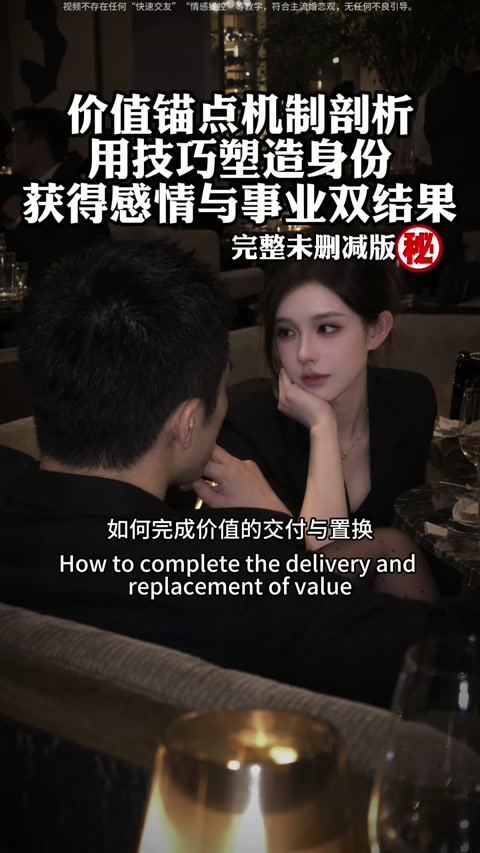 视频不存在任何“快速交友”“情感操控”等教学，符合主流婚恋观，无任何不良引导。
价值锚点机制剖析
用技巧塑造身份
获得感情与事业双结果
完整未删减版 秘
如何完成价值的交付与置换
How to complete the delivery and
replacement of value